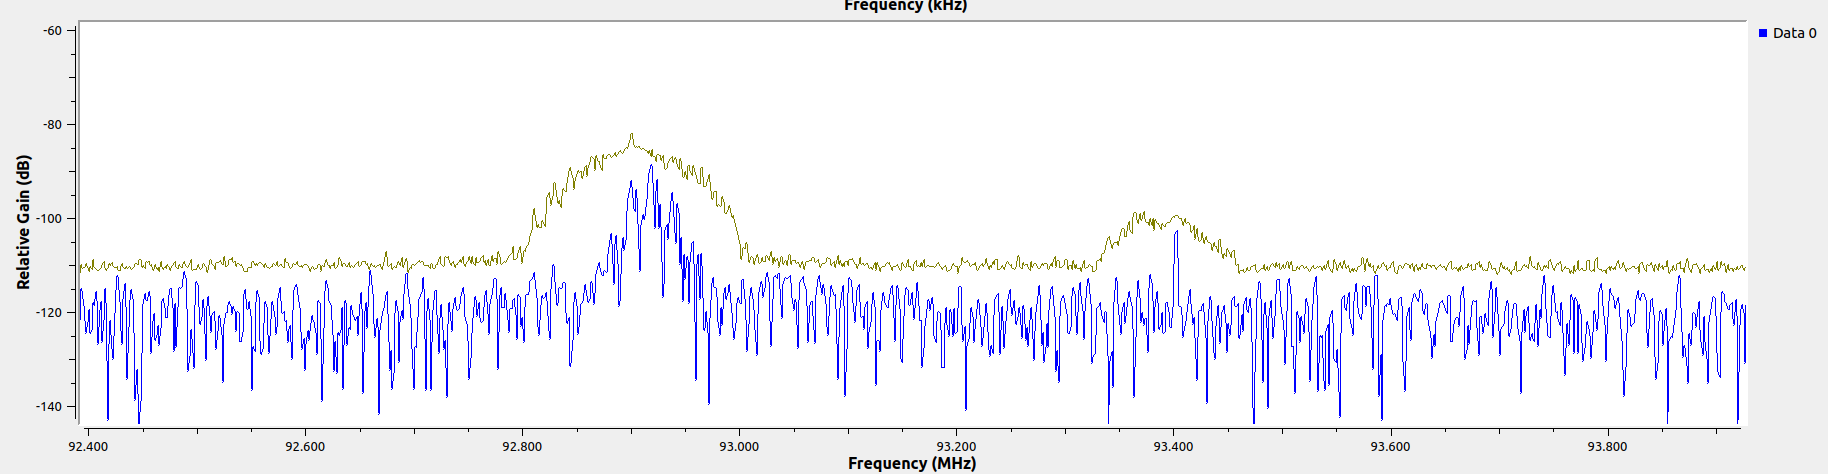 Frequency (kHz)
-60
Data 0
-80
Relative Gain (dB)
-100
-120
-140
92.400 92.600 92.800 93.000 93.200 93.400 93.600 93.800
Frequency (MHz)